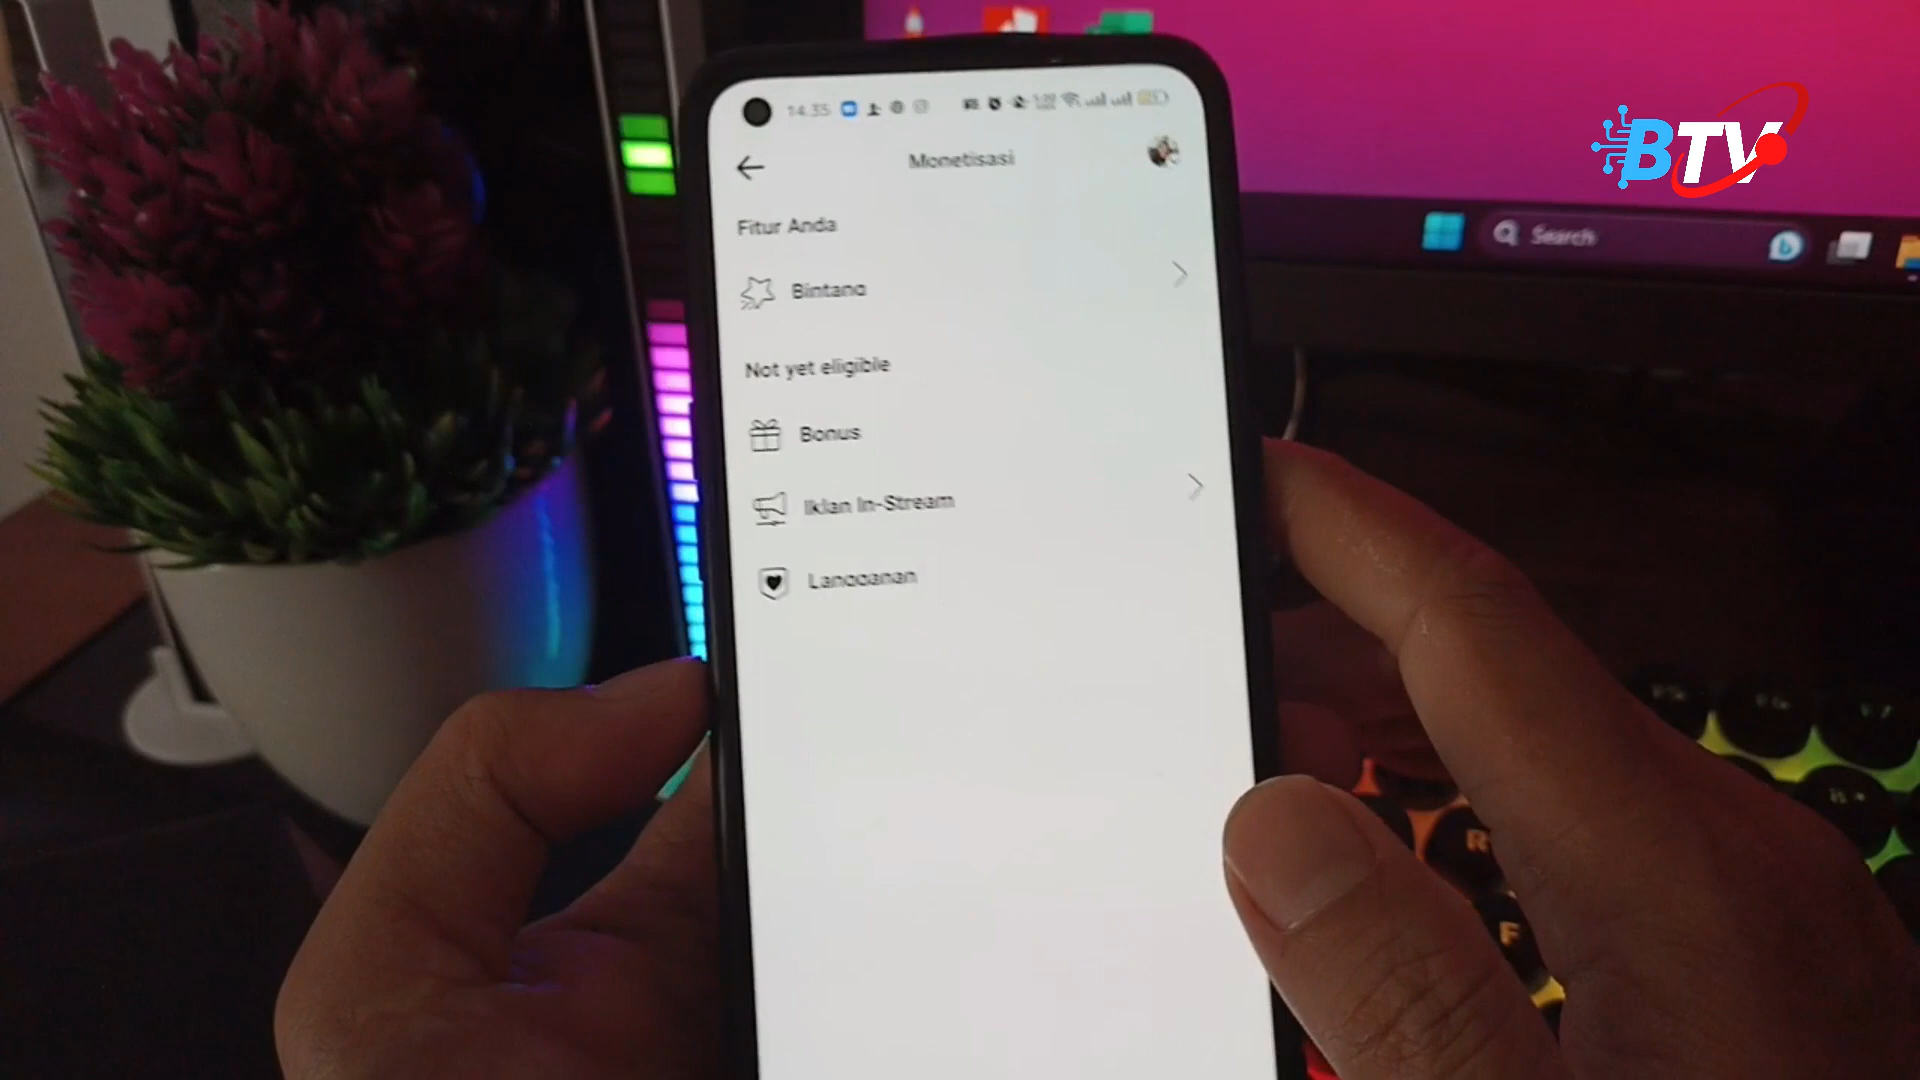 14.35
Monetisasi
Fitur Anda
Bintang
Not yet eligible
Bonus
Iklan In-Stream
Langganan
BTV
Search
F